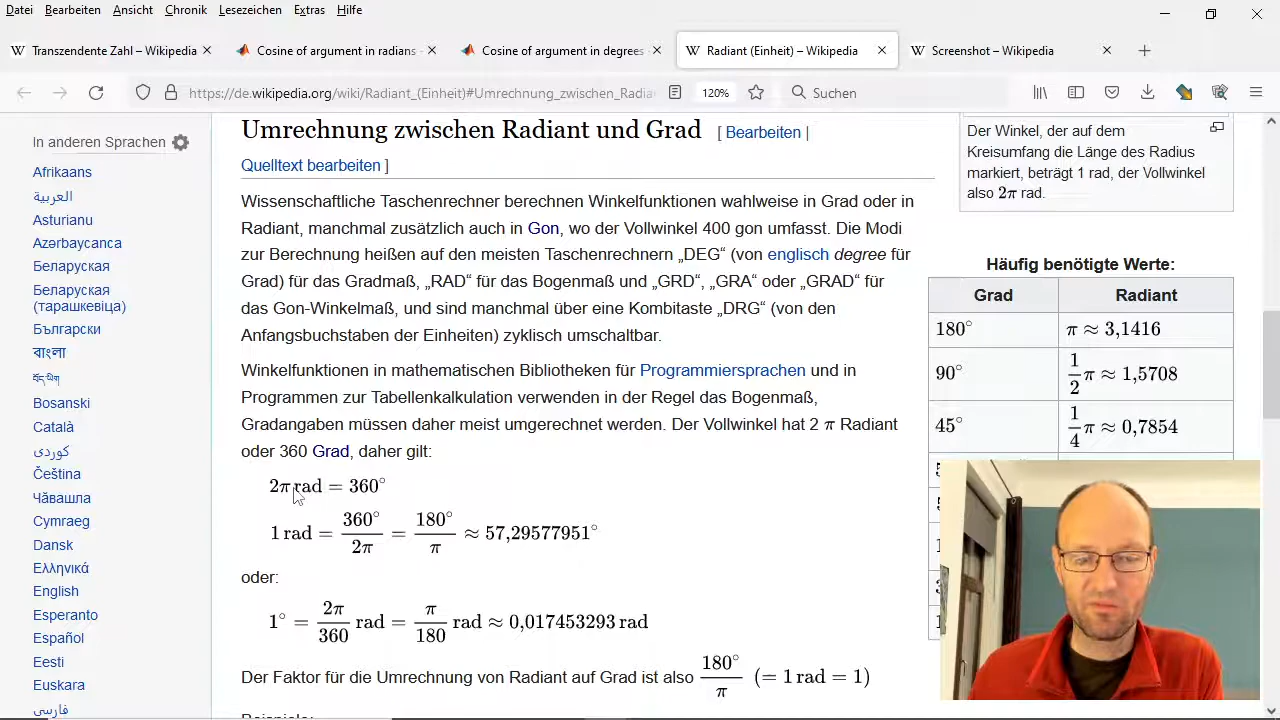 Datei Bearbeiten Ansicht Chronik Lesezeichen Extras Hilfe
Transzendente Zahl – Wikipedia
Cosine of argument in radians -
Cosine of argument in degrees -
Radiant (Einheit) – Wikipedia
Screenshot – Wikipedia
https://de.wikipedia.org/wiki/Radiant_(Einheit)#Umrechnung_zwischen_Radia
120%
Suchen
In anderen Sprachen
Afrikaans
العربية
Asturianu
Azərbaycanca
Беларуская
Беларуская
(тарашкевіца)
Български
বাংলা
Bosanski
Català
کوردی
Čeština
Чӑвашла
Cymraeg
Dansk
Ελληνικά
English
Esperanto
Español
Eesti
Euskara
فارسی
Umrechnung zwischen Radiant und Grad [ Bearbeiten |
Quelltext bearbeiten ]
Wissenschaftliche Taschenrechner berechnen Winkelfunktionen wahlweise in Grad oder in
Radiant, manchmal zusätzlich auch in Gon, wo der Vollwinkel 400 gon umfasst. Die Modi
zur Berechnung heißen auf den meisten Taschenrechnern „DEG“ (von englisch degree für
Grad) für das Gradmaß, „RAD“ für das Bogenmaß und „GRD“, „GRA“ oder „GRAD“ für
das Gon-Winkelmaß, und sind manchmal über eine Kombitaste „DRG“ (von den
Anfangsbuchstaben der Einheiten) zyklisch umschaltbar.
Winkelfunktionen in mathematischen Bibliotheken für Programmiersprachen und in
Programmen zur Tabellenkalkulation verwenden in der Regel das Bogenmaß,
Gradangaben müssen daher meist umgerechnet werden. Der Vollwinkel hat 2 π Radiant
oder 360 Grad, daher gilt:
2π rad = 360°
1 rad = 360°/2π = 180°/π ≈ 57,29577951°
oder:
1° = 2π/360 rad = π/180 rad ≈ 0,017453293 rad
Der Faktor für die Umrechnung von Radiant auf Grad ist also 180°/π (= 1 rad = 1)
Beispiele:
Der Winkel, der auf dem
Kreisumfang die Länge des Radius
markiert, beträgt 1 rad, der Vollwinkel
also 2π rad.
Häufig benötigte Werte:
Grad Radiant
180° π ≈ 3,1416
90° 1/2 π ≈ 1,5708
45° 1/4 π ≈ 0,7854